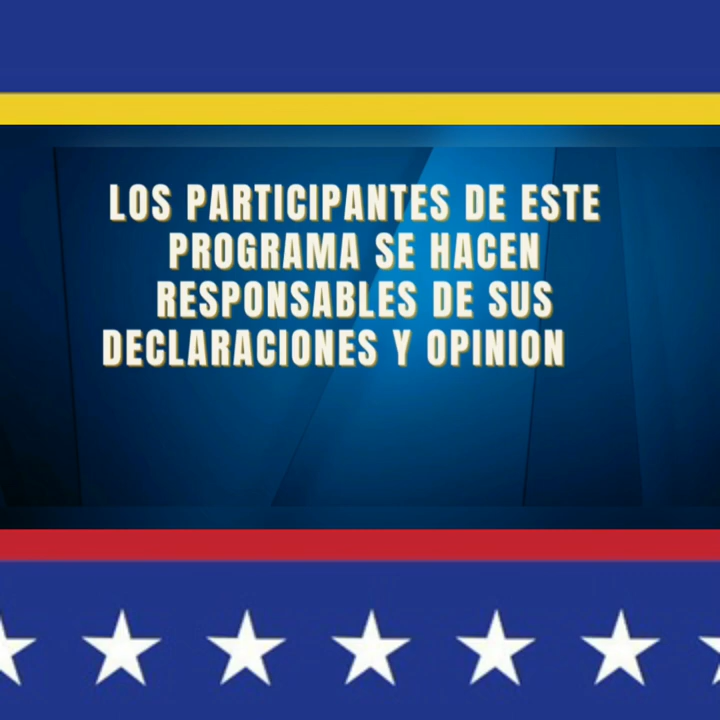 LOS PARTICIPANTES DE ESTE
PROGRAMA SE HACEN
RESPONSABLES DE SUS
DECLARACIONES Y OPINION